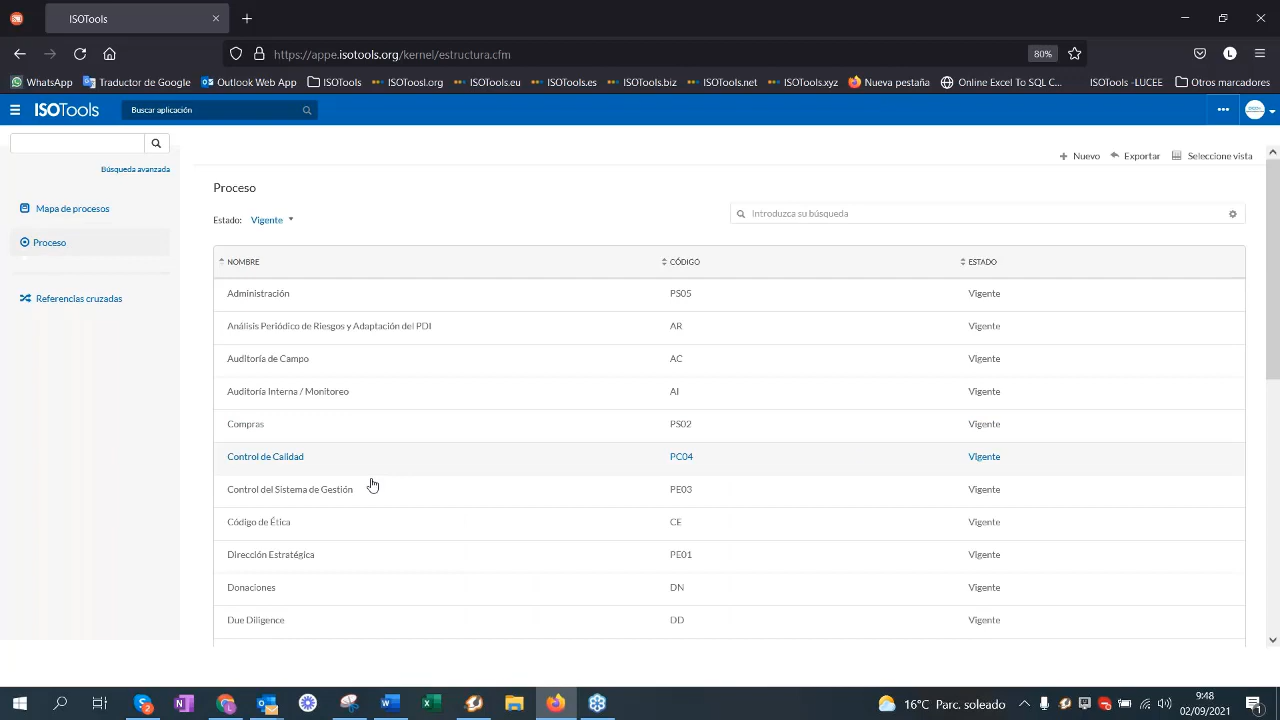 ISOTools
https://appe.isotools.org/kernel/estructura.cfm
80%
L
WhatsApp
Traductor de Google
Outlook Web App
ISOTools
ISOTools.org
ISOTools.eu
ISOTools.es
ISOTools.biz
ISOTools.net
ISOTools.xyz
Nueva pestaña
Online Excel To SQL C...
ISOTools -LUCEE
Otros marcadores
ISOTools
Buscar aplicación
Búsqueda avanzada
Mapa de procesos
Proceso
Referencias cruzadas
Nuevo
Exportar
Seleccione vista
Proceso
Estado: Vigente
Introduzca su búsqueda
NOMBRE CÓDIGO ESTADO
Administración PS05 Vigente
Análisis Periódico de Riesgos y Adaptación del PDI AR Vigente
Auditoría de Campo AC Vigente
Auditoría Interna / Monitoreo AI Vigente
Compras PS02 Vigente
Control de Calidad PC04 Vigente
Control del Sistema de Gestión PE03 Vigente
Código de Ética CE Vigente
Dirección Estratégica PE01 Vigente
Donaciones DN Vigente
Due Diligence DD Vigente
16°C Parc. soleado
9:48
02/09/2021